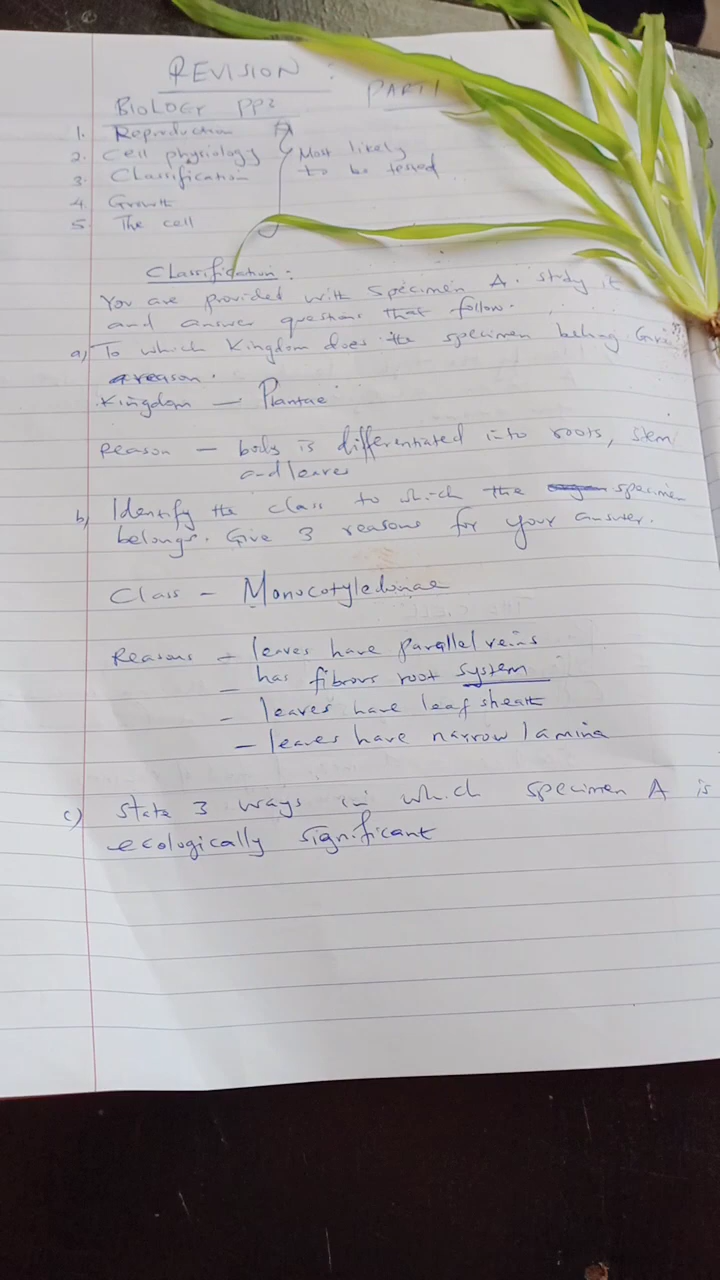 REVISION :
BIOLOGY PP2 PART 1
1. Reproduction
2. Cell physiology
3. Classification
4. Growth
5. The cell
Most likely
to be tested
Classification :
You are provided with Specimen A. study it
and answer questions that follow.
a) To which Kingdom does the specimen belong
a reason.
Kingdom — Plantae
Reason — body is differentiated into roots, stem
and leaves
b) Identify the class to which the specimen
belongs. Give 3 reasons for your answer.
Class — Monocotyledonae
Reasons — leaves have parallel veins
— has fibrous root system
— leaves have leaf sheath
— leaves have narrow lamina
c) State 3 ways in which specimen A is
ecologically significant